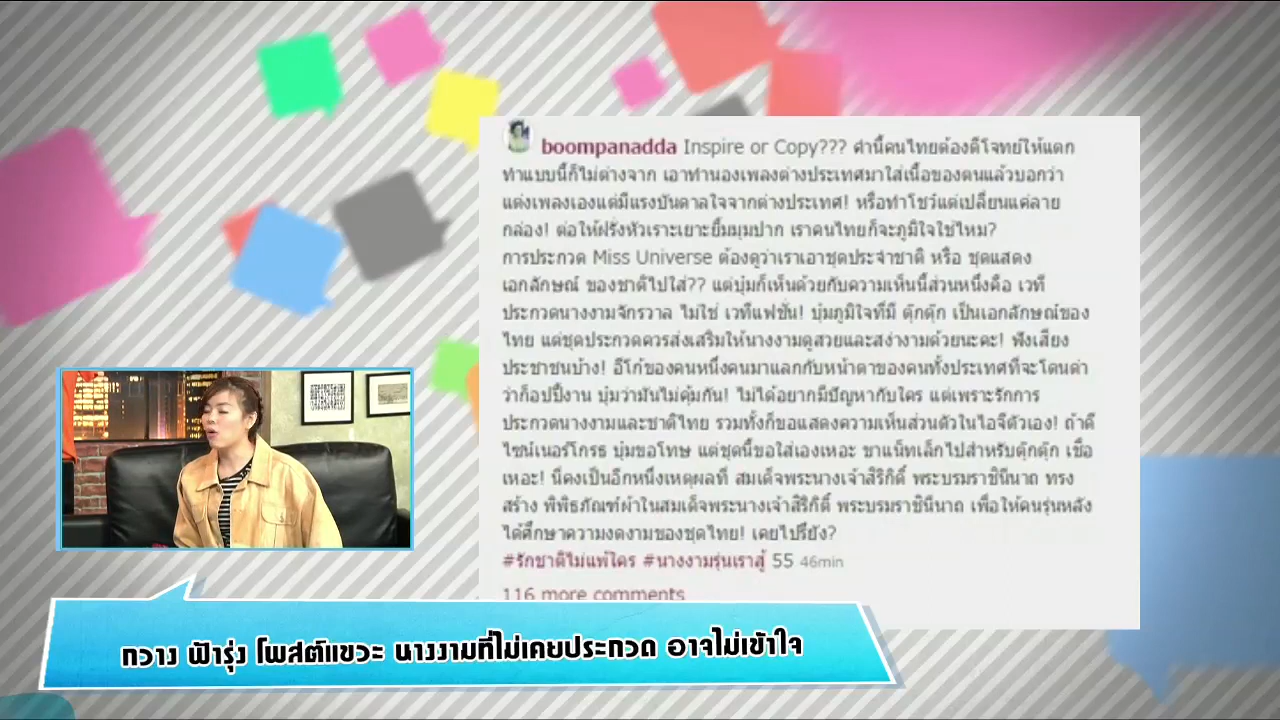 boompanadda Inspire or Copy??? คำนี้คนไทยต้องตีโจทย์ให้แตก
ทำแบบนี้ก็ไม่ต่างจาก เอาทำนองเพลงต่างประเทศมาใส่เนื้อของตนแล้วบอกว่า
แต่งเพลงเองแต่มีแรงบันดาลใจจากต่างประเทศ! หรือทำโชว์แต่เปลี่ยนแค่ลาย
กล่อง! ต่อให้ฝรั่งหัวเราะเยาะยิ้มมุมปาก เราคนไทยก็จะภูมิใจใช่ไหม?
การประกวด Miss Universe ต้องดูว่าเราเอาชุดประจำชาติ หรือ ชุดแสดง
เอกลักษณ์ ของชาติไปใส่?? แต่บุ๋มก็เห็นด้วยกับความเห็นนี้ส่วนหนึ่งคือ เวที
ประกวดนางงามจักรวาล ไม่ใช่ เวทีแฟชั่น! บุ๋มภูมิใจที่มี ตุ๊กตุ๊ก เป็นเอกลักษณ์ของ
ไทย แต่ชุดประกวดควรส่งเสริมให้นางงามดูสวยและสง่างามด้วยนะคะ! ฟังเสียง
ประชาชนบ้าง! อีโก้ของคนหนึ่งคนมาแลกกับหน้าตาของคนทั้งประเทศที่จะโดนด่า
ว่าก็อปปี้งาน บุ๋มว่ามันไม่คุ้มกัน! ไม่ได้อยากมีปัญหากับใคร แต่เพราะรักการ
ประกวดนางงามและชาติไทย รวมทั้งก็ขอแสดงความเห็นส่วนตัวในไอจีตัวเอง! ถ้าดี
ไซน์เนอร์โกรธ บุ๋มขอโทษ แต่ชุดนี้ขอใส่เองเหอะ ขาแน็ทเล็กไปสำหรับตุ๊กตุ๊ก เชื่อ
เหอะ! นี่คงเป็นอีกหนึ่งเหตุผลที่ สมเด็จพระนางเจ้าสิริกิติ์ พระบรมราชินีนาถ ทรง
สร้าง พิพิธภัณฑ์ผ้าในสมเด็จพระนางเจ้าสิริกิติ์ พระบรมราชินีนาถ เพื่อให้คนรุ่นหลัง
ได้ศึกษาความงดงามของชุดไทย! เคยไปรึยัง?
#รักชาติไม่แพ้ใคร #นางงามรุ่นเราสู้ 55 46min
116 more comments
กวาง ฟ้ารุ่ง โพสต์แขวะ นางงามที่ไม่เคยประกวด อาจไม่เข้าใจ